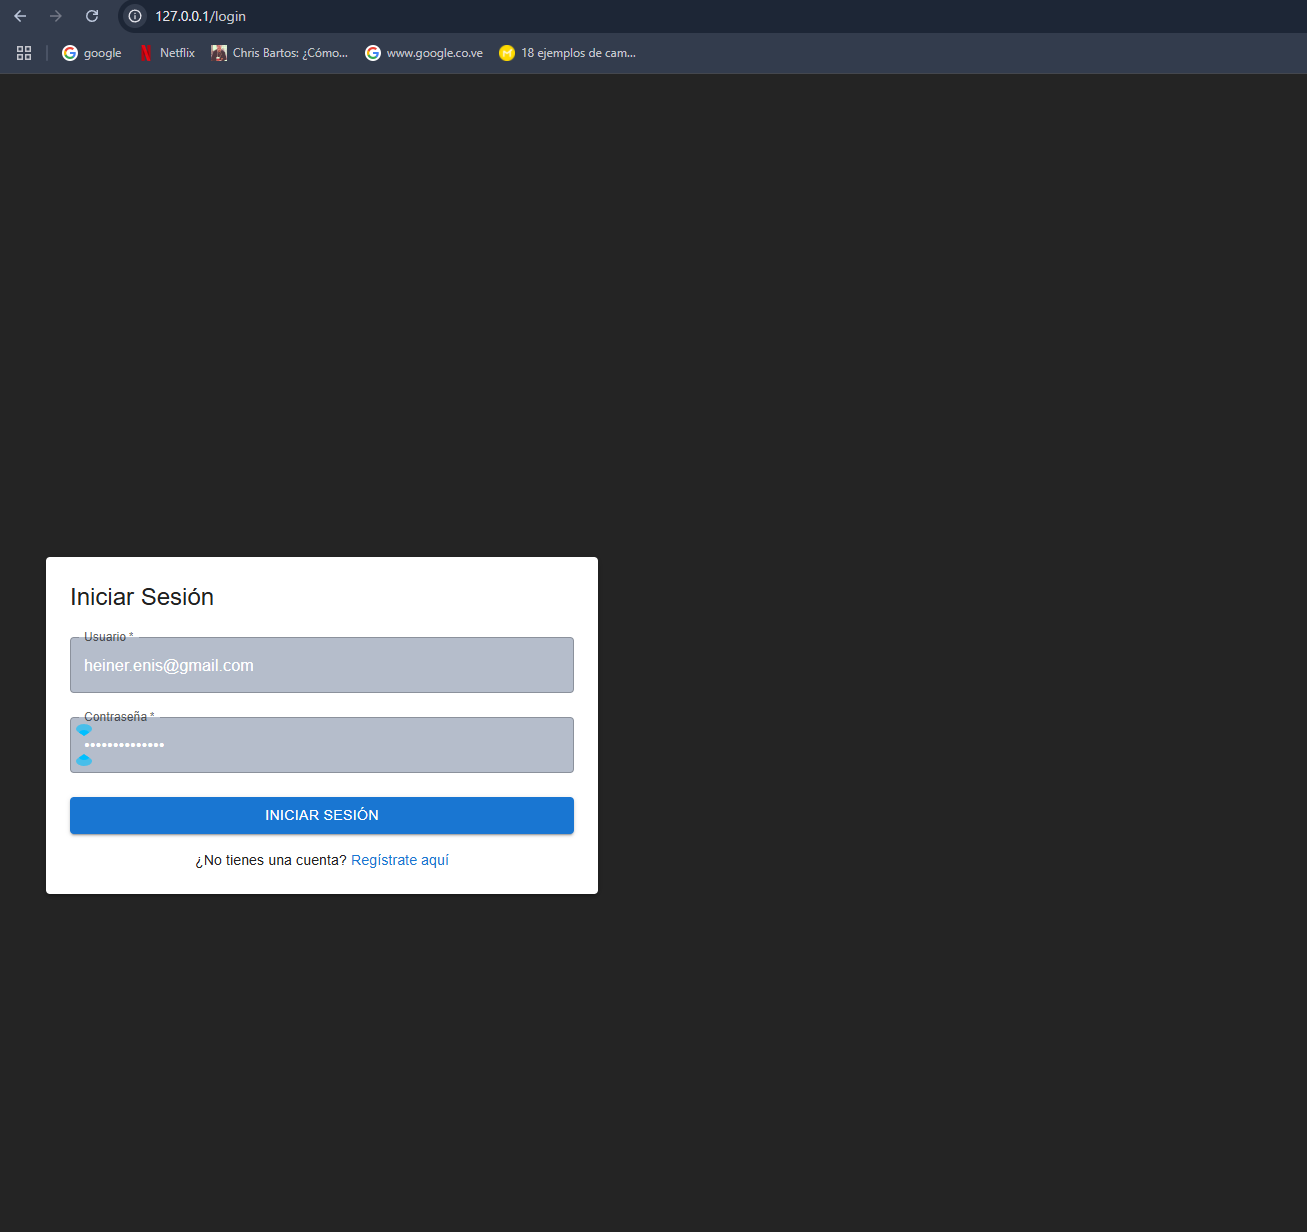 127.0.0.1/login
google
Netflix
Chris Bartos: ¿Cómo...
www.google.co.ve
18 ejemplos de cam...
Iniciar Sesión
Usuario *
heiner.enis@gmail.com
Contraseña *
INICIAR SESIÓN
¿No tienes una cuenta? Regístrate aquí